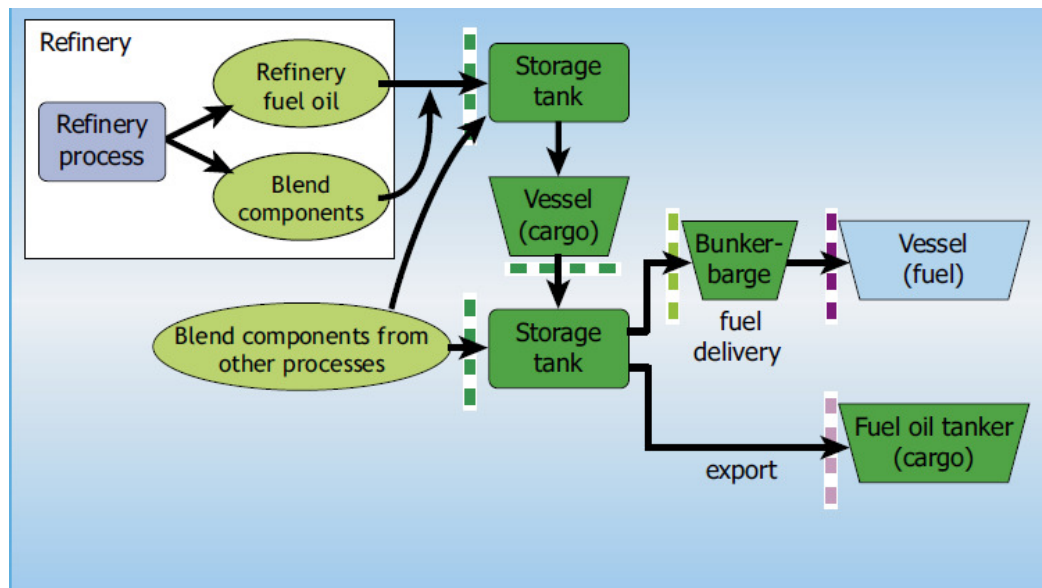 Refinery
Refinery
fuel oil
Refinery
process
Blend
components
Storage
tank
Vessel
(cargo)
Blend components from
other processes
Storage
tank
Bunker-
barge
fuel
delivery
Vessel
(fuel)
export
Fuel oil tanker
(cargo)